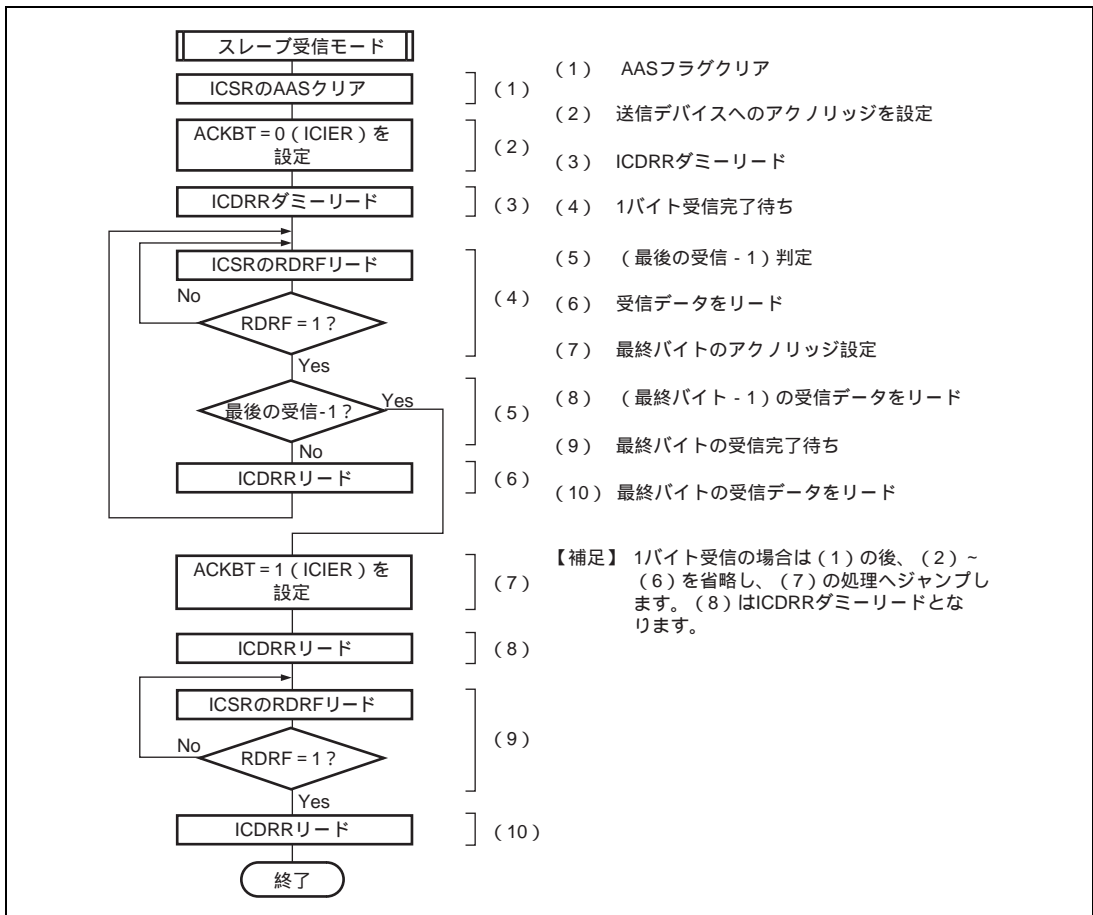 スレーブ受信モード
ICSRのAASクリア
(1)
ACKBT = 0 ( ICIER ) を
設定
(2)
ICDRRダミーリード
(3)
ICSRのRDRFリード
No
RDRF = 1 ?
(4)
Yes
最後の受信-1?
Yes
(5)
No
ICDRRリード
(6)
ACKBT = 1 ( ICIER ) を
設定
(7)
ICDRRリード
(8)
ICSRのRDRFリード
No
RDRF = 1 ?
(9)
Yes
ICDRRリード
(10)
終了
(1) AASフラグクリア
(2) 送信デバイスへのアクノリッジを設定
(3) ICDRRダミーリード
(4) 1バイト受信完了待ち
(5) (最後の受信 - 1)判定
(6) 受信データをリード
(7) 最終バイトのアクノリッジ設定
(8) (最終バイト - 1)の受信データをリード
(9) 最終バイトの受信完了待ち
(10) 最終バイトの受信データをリード
【補足】 1バイト受信の場合は(1)の後、(2)~
(6)を省略し、(7)の処理へジャンプし
ます。(8)はICDRRダミーリードとな
ります。